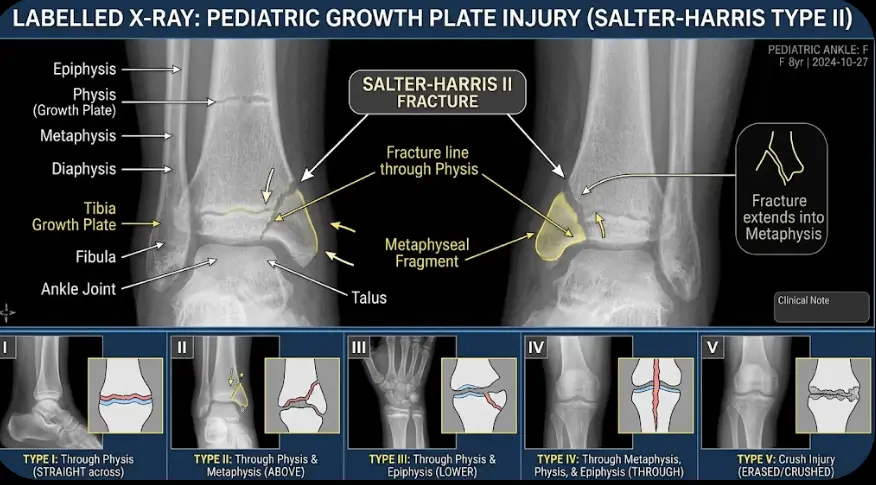 LABELLED X-RAY: PEDIATRIC GROWTH PLATE INJURY (SALTER-HARRIS TYPE II)
PEDIATRIC ANKLE: F
F 8yr | 2024-10-27
Epiphysis
Physis
(Growth Plate)
Metaphysis
Diaphysis
Tibia
Growth Plate
Fibula
Ankle Joint
SALTER-HARRIS II
FRACTURE
Fracture line
through Physis
Metaphyseal
Fragment
Talus
Fracture
extends into
Metaphysis
Clinical Note
I
II
III
IV
V
TYPE I: Through Physis
(STRAIGHT across)
TYPE II: Through Physis &
Metaphysis (ABOVE)
TYPE III: Through Physis &
Epiphysis (LOWER)
TYPE IV: Through Metaphysis,
Physis, & Epiphysis (THROUGH)
TYPE V: Crush Injury
(ERASED/CRUSHED)